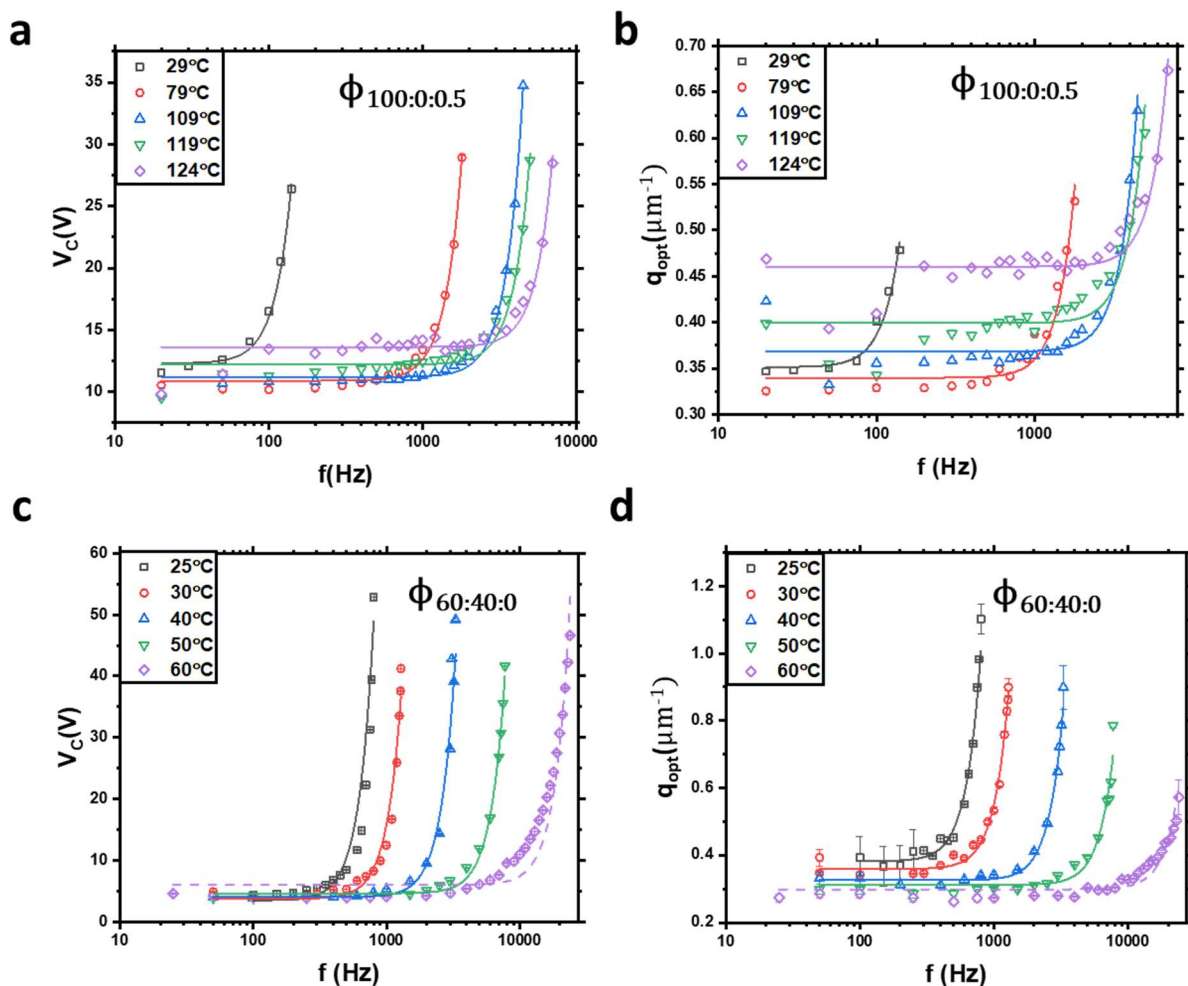 a
35
30
25
20
15
10
V_C(V)
29°C
79°C
109°C
119°C
124°C
ϕ100:0:0.5
10
100
1000
10000
f(Hz)
b
0.70
0.65
0.60
0.55
0.50
0.45
0.40
0.35
0.30
q_opt(μm⁻¹)
29°C
79°C
109°C
119°C
124°C
ϕ100:0:0.5
10
100
1000
f (Hz)
c
60
50
40
30
20
10
0
V_C(V)
25°C
30°C
40°C
50°C
60°C
ϕ60:40:0
10
100
1000
10000
f (Hz)
d
1.2
1.0
0.8
0.6
0.4
0.2
q_opt(μm⁻¹)
25°C
30°C
40°C
50°C
60°C
ϕ60:40:0
10
100
1000
10000
f (Hz)